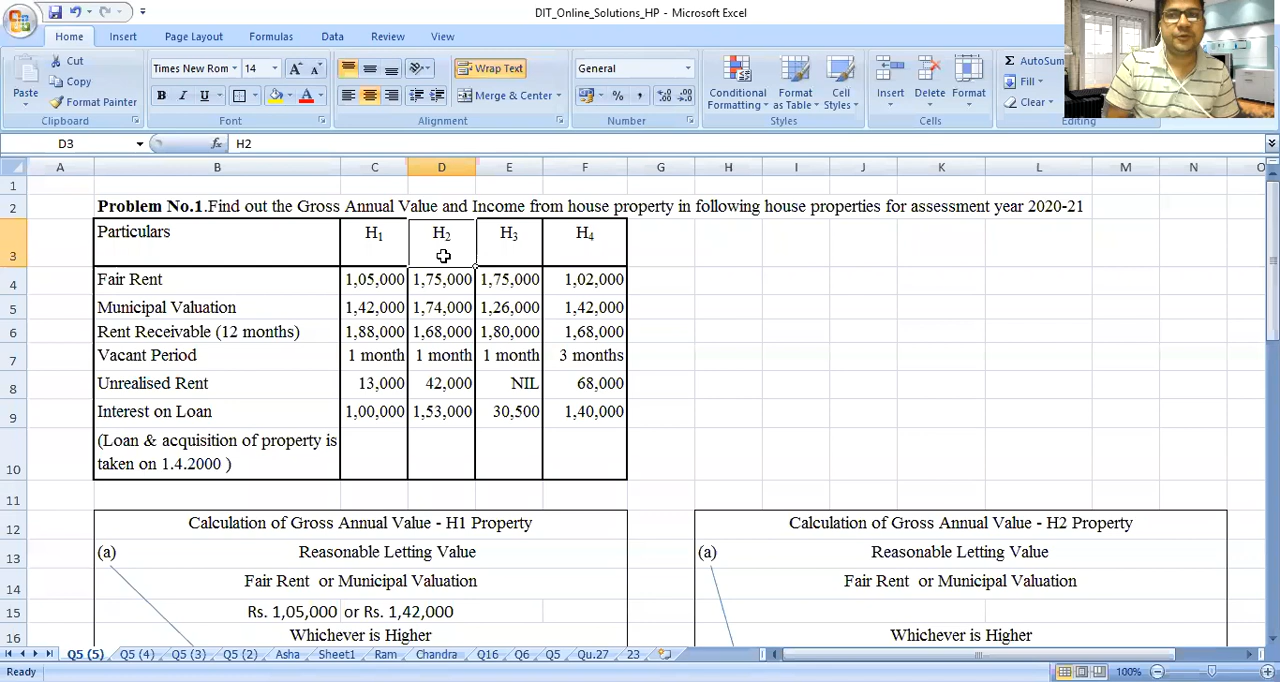 DIT_Online_Solutions_HP - Microsoft Excel
Home Insert Page Layout Formulas Data Review View
Cut Times New Rom 14 Wrap Text General Σ AutoSum
Copy Fill
Paste Format Painter B I U Merge & Center % , Conditional Formatting Format as Table Cell Styles Insert Delete Format Clear
Clipboard Font Alignment Number Styles Cells Editing
D3 fx H2
A B C D E F G H I J K L M N O
1
2 Problem No.1.Find out the Gross Annual Value and Income from house property in following house properties for assessment year 2020-21
3 Particulars H1 H2 H3 H4
4 Fair Rent 1,05,000 1,75,000 1,75,000 1,02,000
5 Municipal Valuation 1,42,000 1,74,000 1,26,000 1,42,000
6 Rent Receivable (12 months) 1,88,000 1,68,000 1,80,000 1,68,000
7 Vacant Period 1 month 1 month 1 month 3 months
8 Unrealised Rent 13,000 42,000 NIL 68,000
9 Interest on Loan 1,00,000 1,53,000 30,500 1,40,000
(Loan & acquisition of property is
10 taken on 1.4.2000 )
11
12 Calculation of Gross Annual Value - H1 Property Calculation of Gross Annual Value - H2 Property
13 (a) Reasonable Letting Value (a) Reasonable Letting Value
14 Fair Rent or Municipal Valuation Fair Rent or Municipal Valuation
15 Rs. 1,05,000 or Rs. 1,42,000
16 Whichever is Higher Whichever is Higher
Q5 (5) Q5 (4) Q5 (3) Q5 (2) Asha Sheet1 Ram Chandra Q16 Q6 Q5 Qu.27 23
Ready 100%